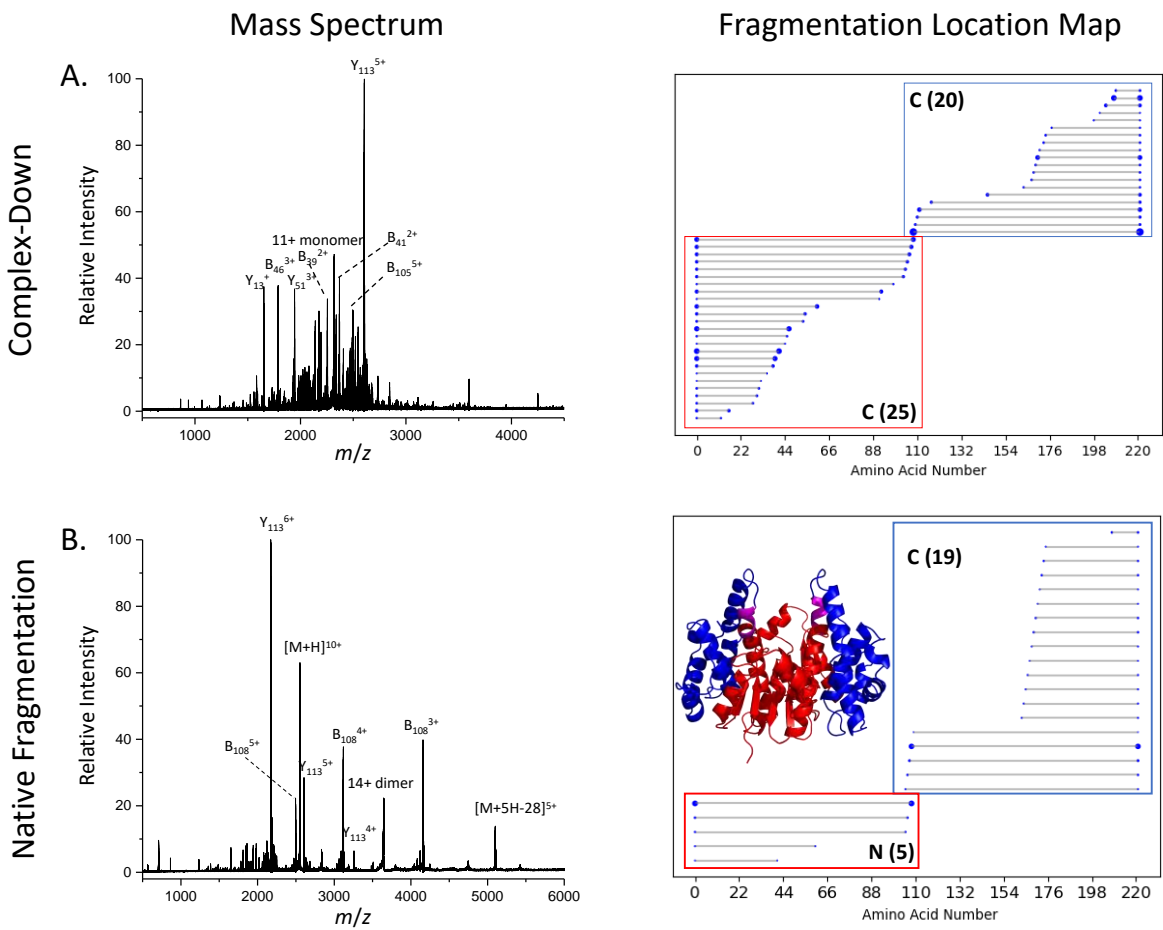 Mass Spectrum
Fragmentation Location Map
Complex-Down
A.
Y113 5+
11+ monomer
B41 2+
B39 2+
B46 3+
B105 5+
Y13 +
Y51 3+
Relative Intensity
100
80
60
40
20
0
1000 2000 3000 4000
m/z
C (20)
C (25)
0 22 44 66 88 110 132 154 176 198 220
Amino Acid Number
Native Fragmentation
B.
Y113 6+
[M+H]10+
B108 5+
Y113 5+
B108 4+
B108 3+
14+ dimer
Y113 4+
[M+5H-28]5+
Relative Intensity
100
80
60
40
20
0
1000 2000 3000 4000 5000 6000
m/z
C (19)
N (5)
0 22 44 66 88 110 132 154 176 198 220
Amino Acid Number